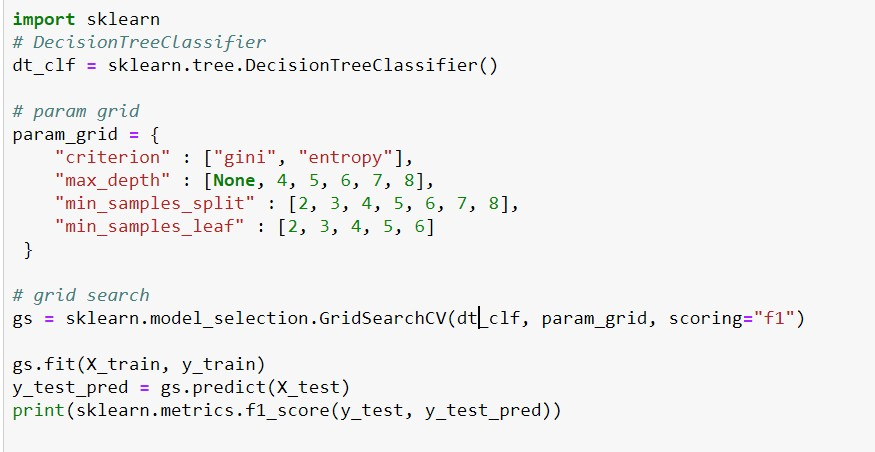 import sklearn
# DecisionTreeClassifier
dt_clf = sklearn.tree.DecisionTreeClassifier()

# param grid
param_grid = {
    "criterion" : ["gini", "entropy"],
    "max_depth" : [None, 4, 5, 6, 7, 8],
    "min_samples_split" : [2, 3, 4, 5, 6, 7, 8],
    "min_samples_leaf" : [2, 3, 4, 5, 6]
 }

# grid search
gs = sklearn.model_selection.GridSearchCV(dt_clf, param_grid, scoring="f1")

gs.fit(X_train, y_train)
y_test_pred = gs.predict(X_test)
print(sklearn.metrics.f1_score(y_test, y_test_pred))